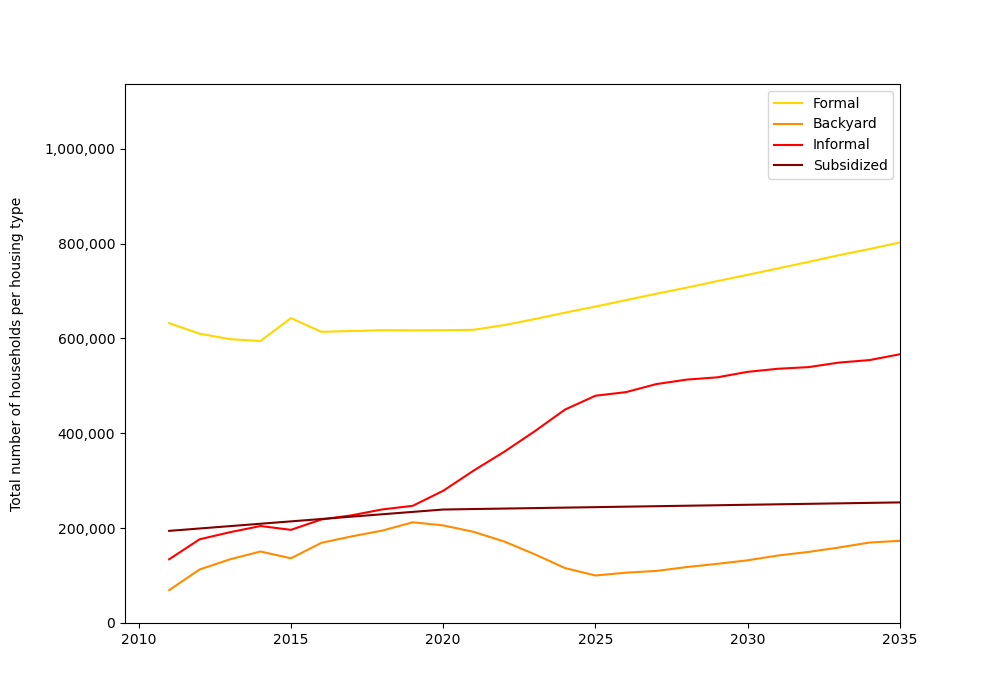 Total number of households per housing type
1,000,000
800,000
600,000
400,000
200,000
0
2010 2015 2020 2025 2030 2035
Formal
Backyard
Informal
Subsidized